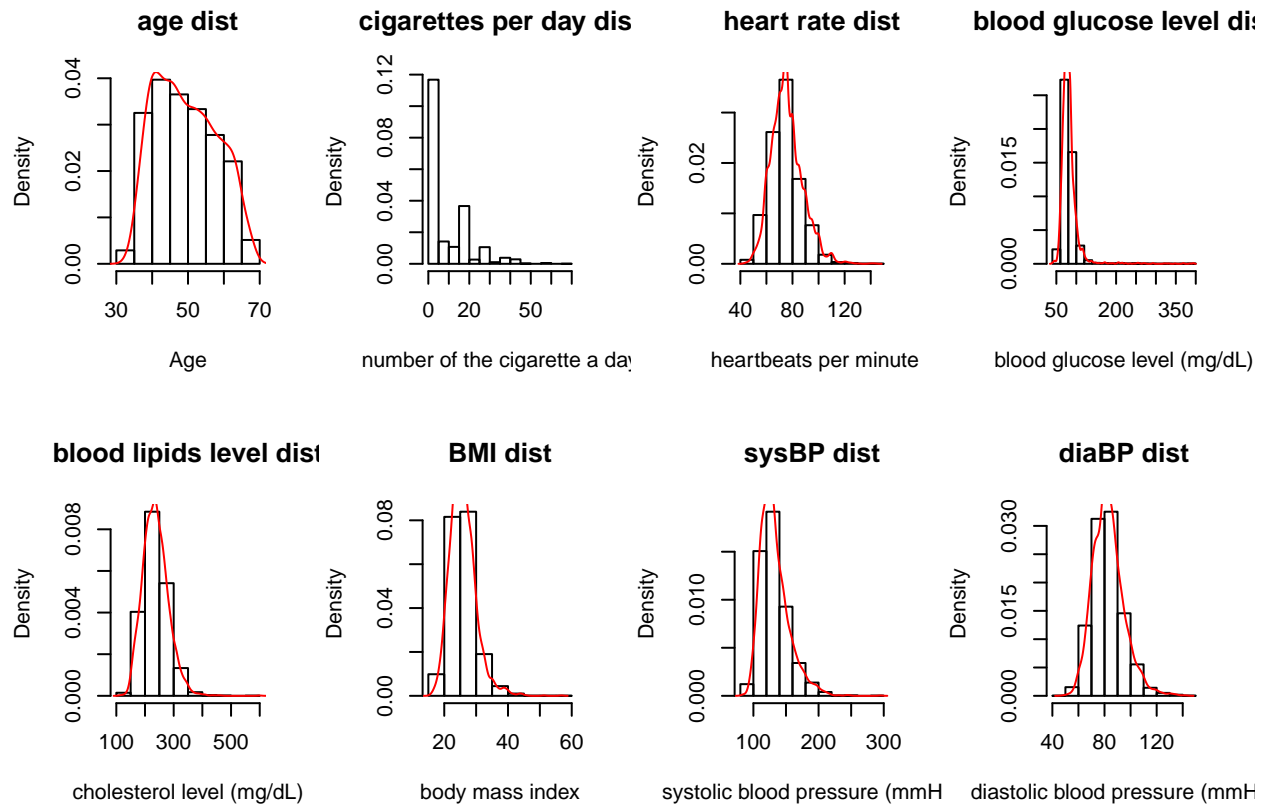 age dist
Density
0.00 0.02 0.04
30 50 70
Age
cigarettes per day dis
Density
0.00 0.04 0.08 0.12
0 20 50
number of the cigarette a day
heart rate dist
Density
0.00 0.02
40 80 120
heartbeats per minute
blood glucose level dis
Density
0.000 0.015
50 200 350
blood glucose level (mg/dL)
blood lipids level dist
Density
0.000 0.004 0.008
100 300 500
cholesterol level (mg/dL)
BMI dist
Density
0.00 0.04 0.08
20 40 60
body mass index
sysBP dist
Density
0.000 0.010
100 200 300
systolic blood pressure (mmH
diaBP dist
Density
0.000 0.015 0.030
40 80 120
diastolic blood pressure (mmH